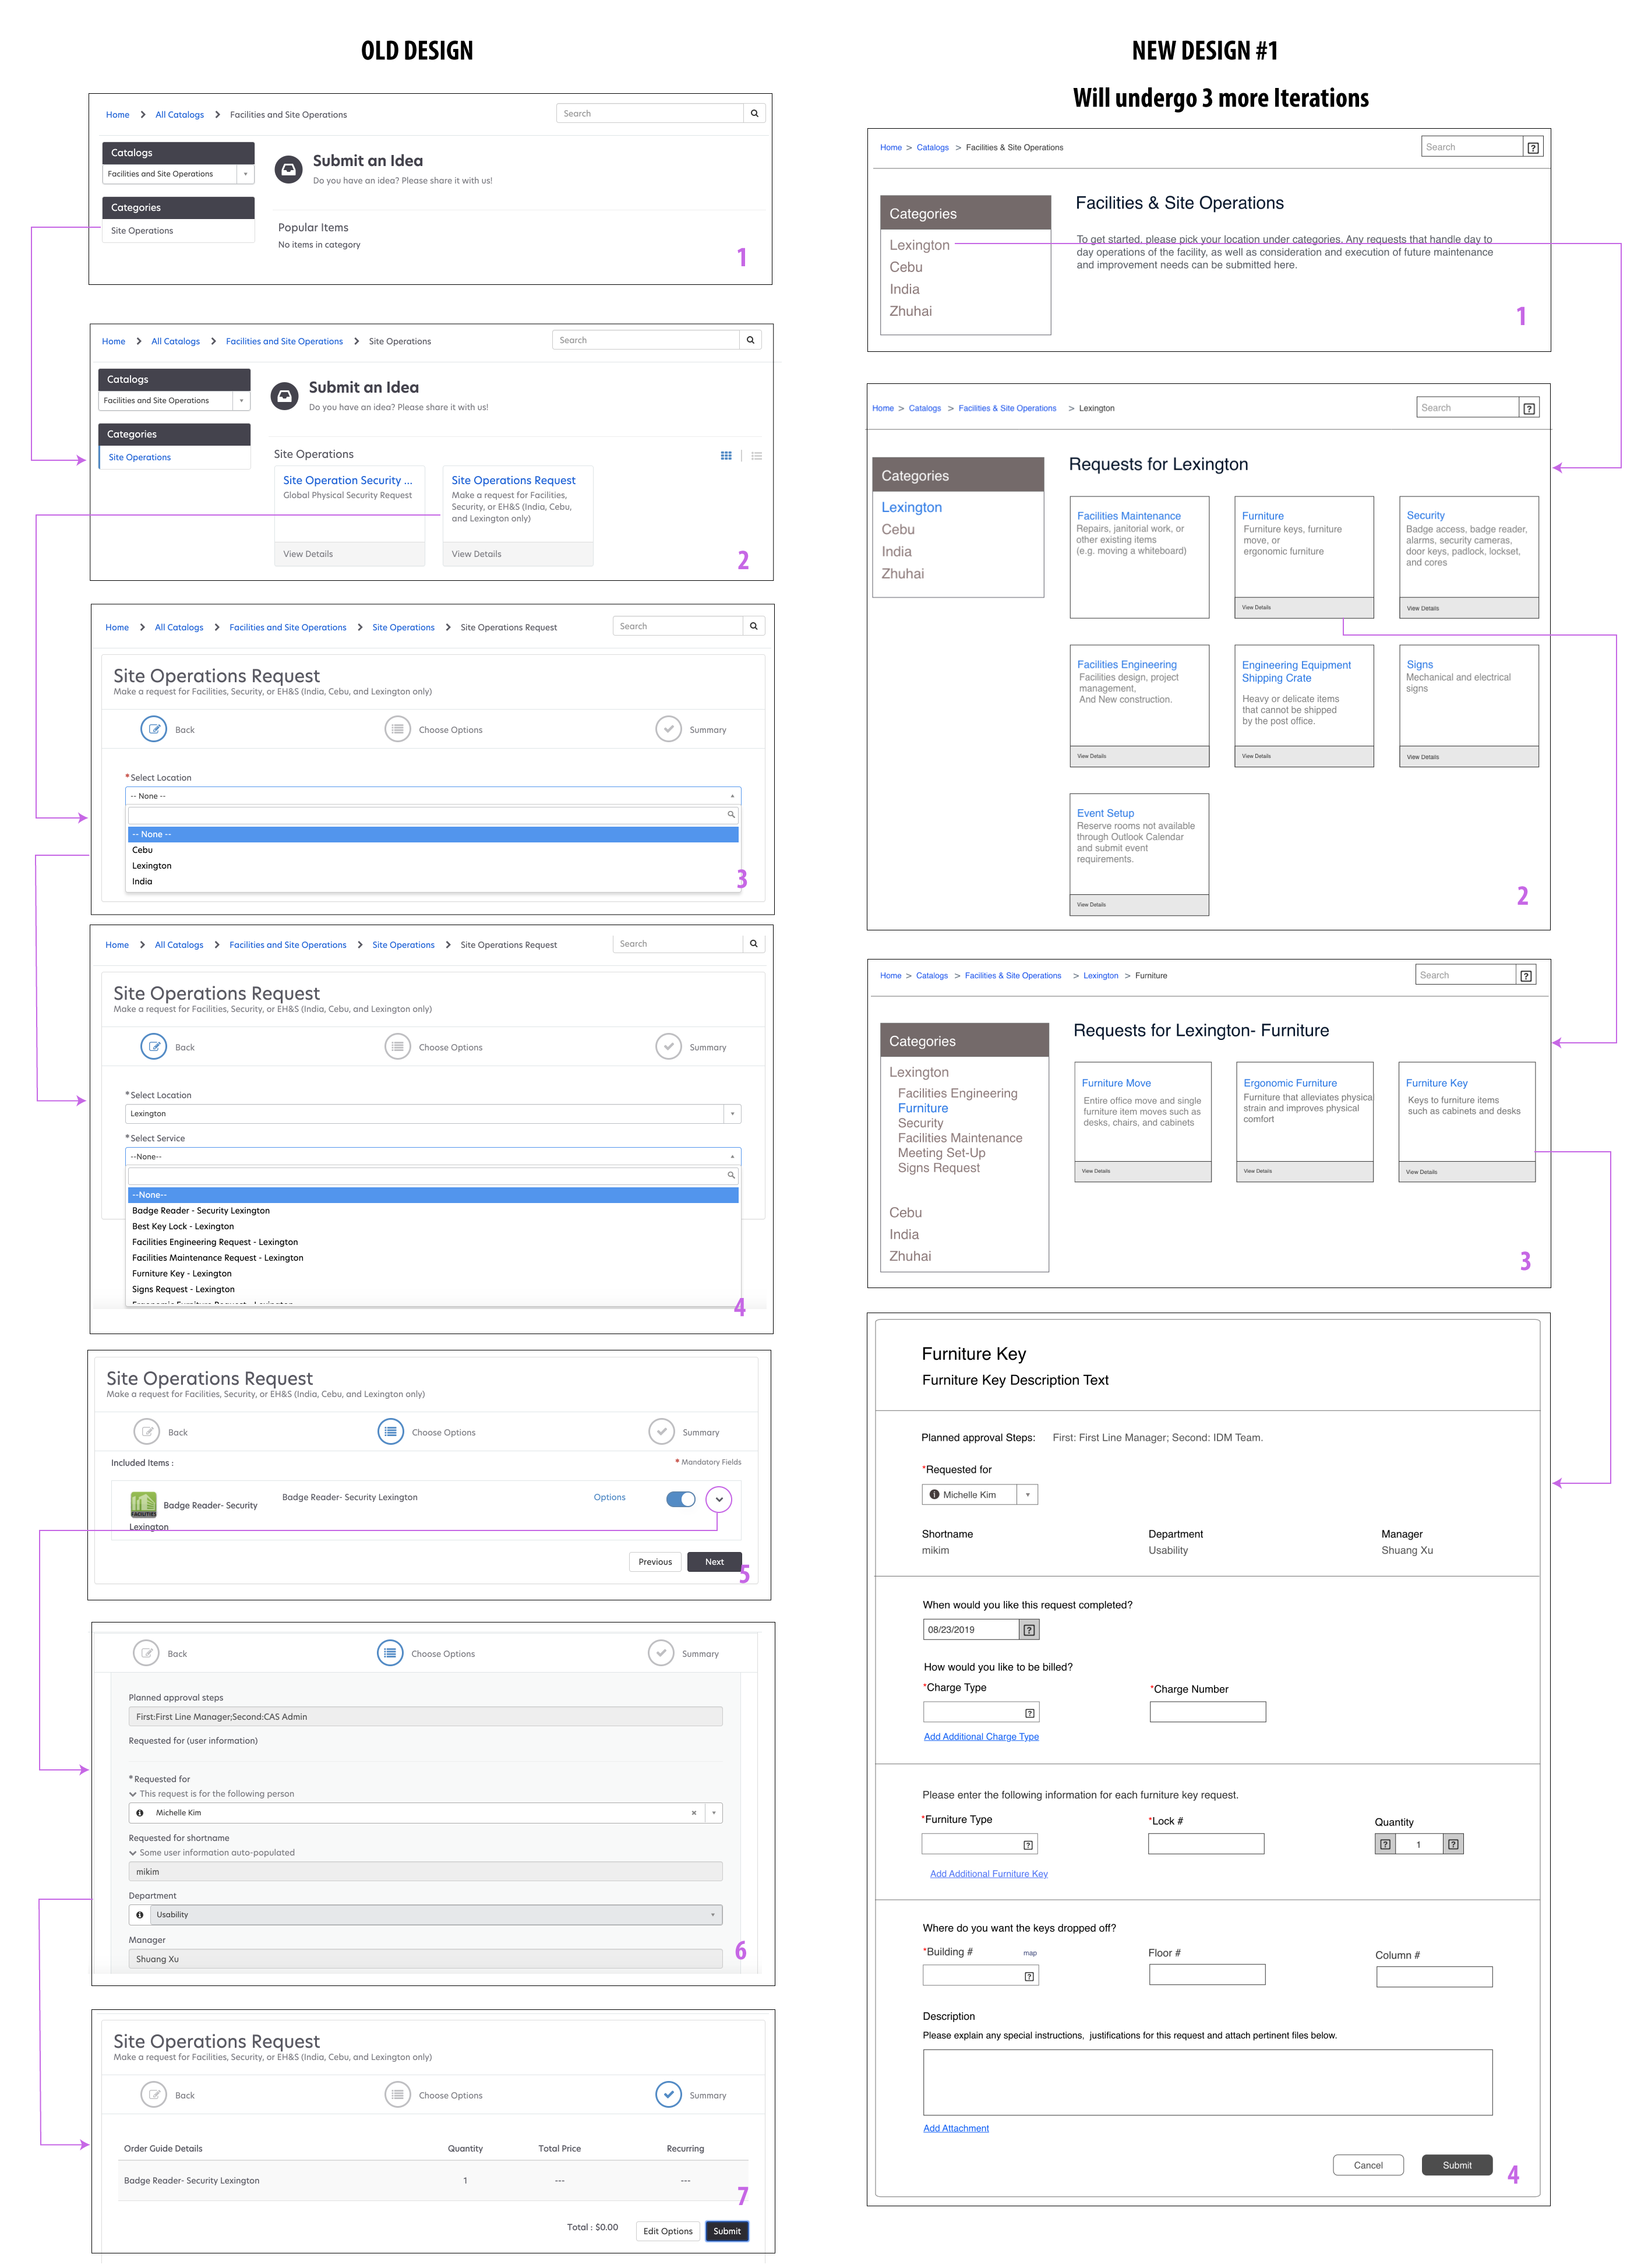 OLD DESIGN
Home > All Catalogs > Facilities and Site Operations
Search
Catalogs
Facilities and Site Operations
Categories
Site Operations
Submit an Idea
Do you have an idea? Please share it with us!
Popular Items
No items in category
1
Home > All Catalogs > Facilities and Site Operations > Site Operations
Search
Catalogs
Facilities and Site Operations
Categories
Site Operations
Submit an Idea
Do you have an idea? Please share it with us!
Site Operations
Site Operation Security ...
Global Physical Security Request
View Details
Site Operations Request
Make a request for Facilities,
Security, or EH&S (India, Cebu,
and Lexington only)
View Details
2
Home > All Catalogs > Facilities and Site Operations > Site Operations > Site Operations Request
Search
Site Operations Request
Make a request for Facilities, Security, or EH&S (India, Cebu, and Lexington only)
Back
Choose Options
Summary
*Select Location
-- None --
-- None --
Cebu
Lexington
India
3
Home > All Catalogs > Facilities and Site Operations > Site Operations > Site Operations Request
Search
Site Operations Request
Make a request for Facilities, Security, or EH&S (India, Cebu, and Lexington only)
Back
Choose Options
Summary
*Select Location
Lexington
*Select Service
--None--
--None--
Badge Reader - Security Lexington
Best Key Lock - Lexington
Facilities Engineering Request - Lexington
Facilities Maintenance Request - Lexington
Furniture Key - Lexington
Signs Request - Lexington
4
Site Operations Request
Make a request for Facilities, Security, or EH&S (India, Cebu, and Lexington only)
Back
Choose Options
Summary
Included Items :
* Mandatory Fields
FACILITIES
Badge Reader- Security
Lexington
Badge Reader- Security Lexington
Options
Previous
Next
5
Back
Choose Options
Summary
Planned approval steps
First:First Line Manager;Second:CAS Admin
Requested for (user information)
*Requested for
This request is for the following person
Michelle Kim
Requested for shortname
Some user information auto-populated
mikim
Department
Usability
Manager
Shuang Xu
6
Site Operations Request
Make a request for Facilities, Security, or EH&S (India, Cebu, and Lexington only)
Back
Choose Options
Summary
Order Guide Details
Quantity
Total Price
Recurring
Badge Reader- Security Lexington
1
---
---
Total : $0.00
Edit Options
Submit
7
NEW DESIGN #1
Will undergo 3 more Iterations
Home > Catalogs > Facilities & Site Operations
Search
?
Categories
Lexington
Cebu
India
Zhuhai
Facilities & Site Operations
To get started, please pick your location under categories. Any requests that handle day to
day operations of the facility, as well as consideration and execution of future maintenance
and improvement needs can be submitted here.
1
Home > Catalogs > Facilities & Site Operations > Lexington
Search
?
Categories
Lexington
Cebu
India
Zhuhai
Requests for Lexington
Facilities Maintenance
Repairs, janitorial work, or
other existing items
(e.g. moving a whiteboard)
Furniture
Furniture keys, furniture
move, or
ergonomic furniture
View Details
Security
Badge access, badge reader,
alarms, security cameras,
door keys, padlock, lockset,
and cores
View Details
Facilities Engineering
Facilities design, project
management,
And New construction.
View Details
Engineering Equipment
Shipping Crate
Heavy or delicate items
that cannot be shipped
by the post office.
View Details
Signs
Mechanical and electrical
signs
View Details
Event Setup
Reserve rooms not available
through Outlook Calendar
and submit event
requirements.
View Details
2
Home > Catalogs > Facilities & Site Operations > Lexington > Furniture
Search
?
Categories
Lexington
Facilities Engineering
Furniture
Security
Facilities Maintenance
Meeting Set-Up
Signs Request
Cebu
India
Zhuhai
Requests for Lexington- Furniture
Furniture Move
Entire office move and single
furniture item moves such as
desks, chairs, and cabinets
View Details
Ergonomic Furniture
Furniture that alleviates physica
strain and improves physical
comfort
View Details
Furniture Key
Keys to furniture items
such as cabinets and desks
View Details
3
Furniture Key
Furniture Key Description Text
Planned approval Steps: First: First Line Manager; Second: IDM Team.
*Requested for
Michelle Kim
Shortname
mikim
Department
Usability
Manager
Shuang Xu
When would you like this request completed?
08/23/2019
?
How would you like to be billed?
*Charge Type
?
*Charge Number
Add Additional Charge Type
Please enter the following information for each furniture key request.
*Furniture Type
?
*Lock #
Quantity
? 1 ?
Add Additional Furniture Key
Where do you want the keys dropped off?
*Building #
map
?
Floor #
Column #
Description
Please explain any special instructions, justifications for this request and attach pertinent files below.
Add Attachment
Cancel
Submit
4